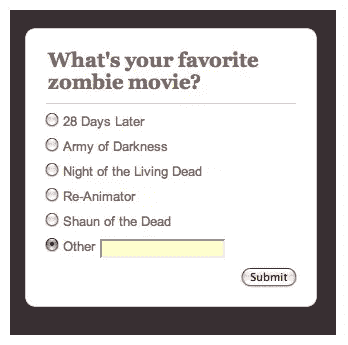 What's your favorite
zombie movie?
28 Days Later
Army of Darkness
Night of the Living Dead
Re-Animator
Shaun of the Dead
Other
Submit